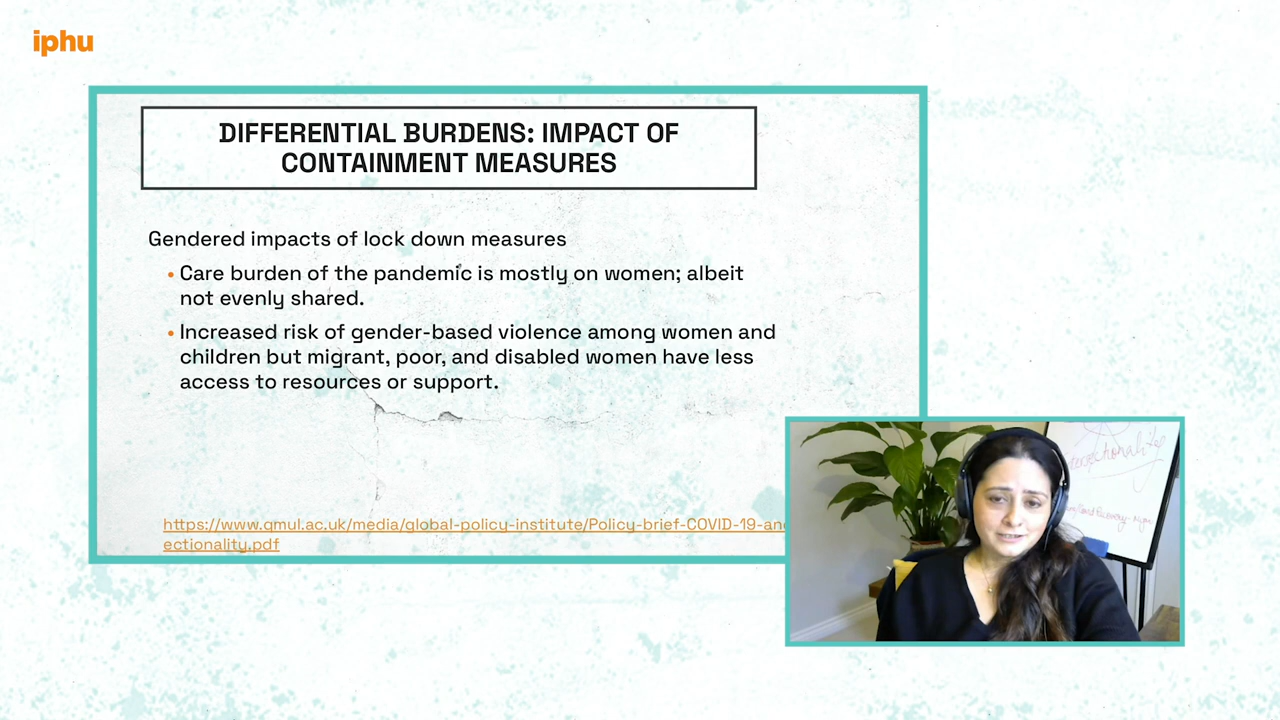 iphu
DIFFERENTIAL BURDENS: IMPACT OF
CONTAINMENT MEASURES
Gendered impacts of lock down measures
• Care burden of the pandemic is mostly on women; albeit
not evenly shared.
• Increased risk of gender-based violence among women and
children but migrant, poor, and disabled women have less
access to resources or support.
https://www.qmul.ac.uk/media/global-policy-institute/Policy-brief-COVID-19-and
ectionality.pdf